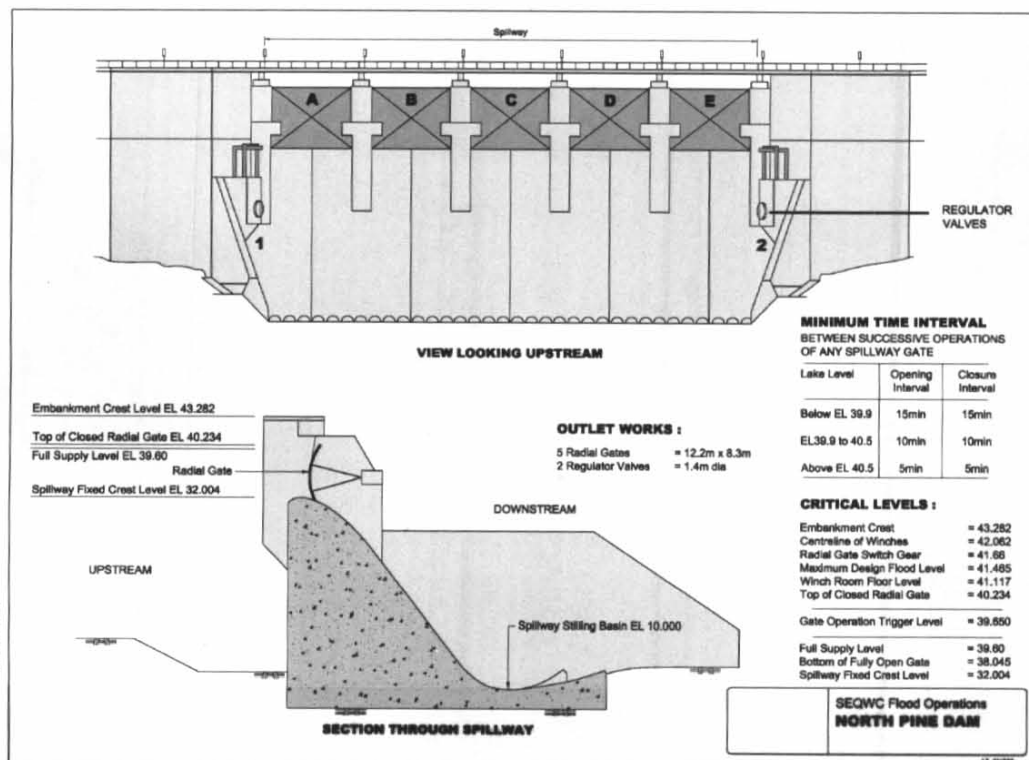 Spillway
A B C D E
REGULATOR
VALVES
1 2
VIEW LOOKING UPSTREAM
MINIMUM TIME INTERVAL
BETWEEN SUCCESSIVE OPERATIONS
OF ANY SPILLWAY GATE
Lake Level Opening Interval Closure Interval
Below EL 39.9 15min 15min
EL39.9 to 40.5 10min 10min
Above EL 40.5 5min 5min
Embankment Crest Level EL 43.282
Top of Closed Radial Gate EL 40.234
Full Supply Level EL 39.60
Radial Gate
Spillway Fixed Crest Level EL 32.004
OUTLET WORKS :
5 Radial Gates = 12.2m x 8.3m
2 Regulator Valves = 1.4m dia
DOWNSTREAM
UPSTREAM
Spillway Stilling Basin EL 10.000
SECTION THROUGH SPILLWAY
CRITICAL LEVELS :
Embankment Crest = 43.282
Centreline of Winches = 42.062
Radial Gate Switch Gear = 41.66
Maximum Design Flood Level = 41.465
Winch Room Floor Level = 41.117
Top of Closed Radial Gate = 40.234
Gate Operation Trigger Level = 39.650
Full Supply Level = 39.60
Bottom of Fully Open Gate = 38.045
Spillway Fixed Crest Level = 32.004
SEQWC Flood Operations
NORTH PINE DAM